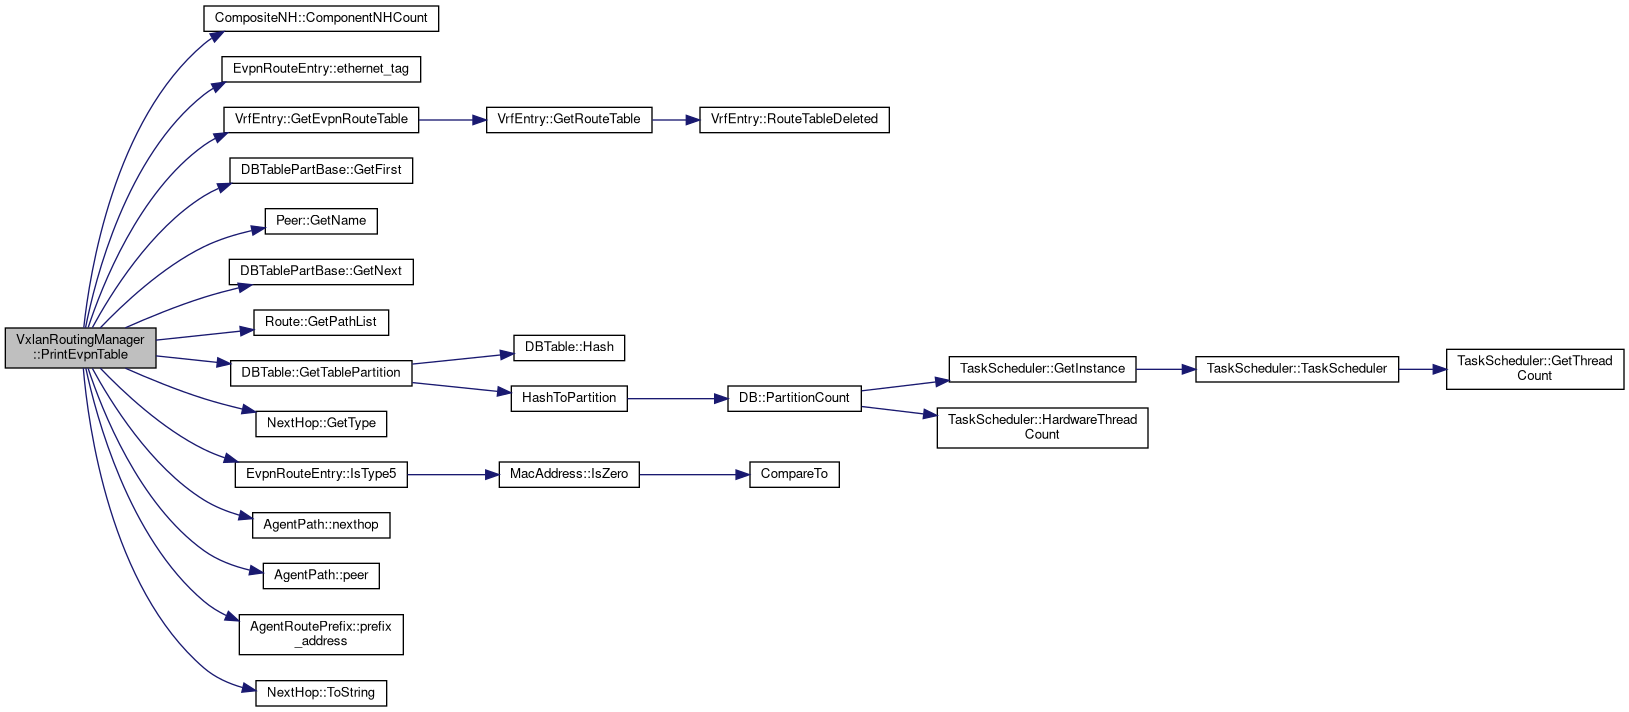 CompositeNH::ComponentNHCount
EvpnRouteEntry::ethernet_tag
VrfEntry::GetEvpnRouteTable
VrfEntry::GetRouteTable
VrfEntry::RouteTableDeleted
DBTablePartBase::GetFirst
Peer::GetName
DBTablePartBase::GetNext
Route::GetPathList
VxlanRoutingManager
::PrintEvpnTable
DBTable::GetTablePartition
DBTable::Hash
HashToPartition
DB::PartitionCount
TaskScheduler::GetInstance
TaskScheduler::TaskScheduler
TaskScheduler::GetThread
Count
TaskScheduler::HardwareThread
Count
NextHop::GetType
EvpnRouteEntry::IsType5
MacAddress::IsZero
CompareTo
AgentPath::nexthop
AgentPath::peer
AgentRoutePrefix::prefix
_address
NextHop::ToString